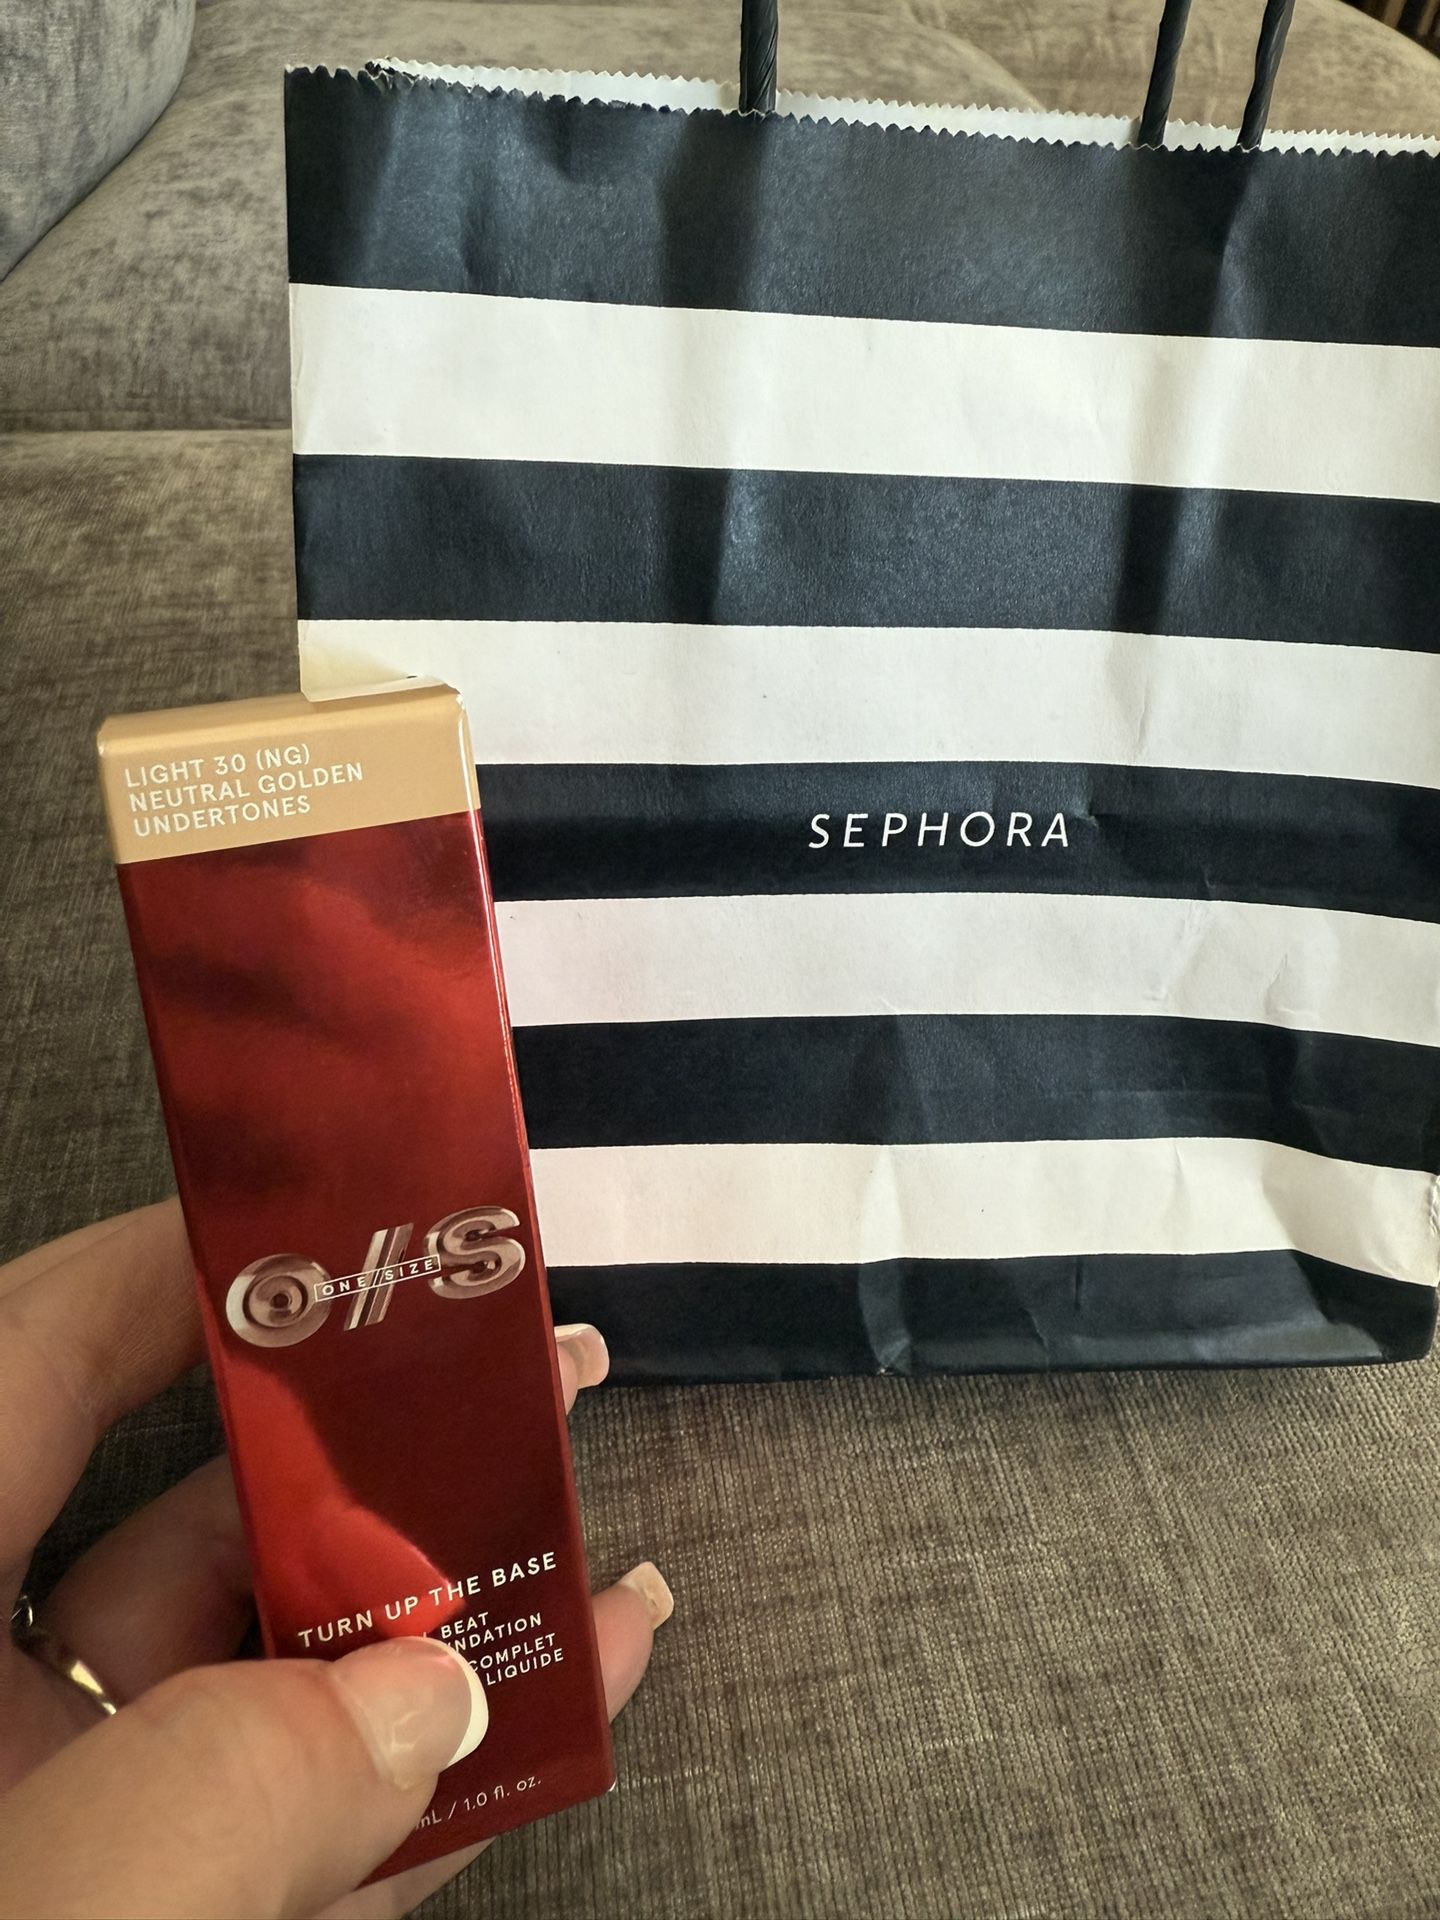 SEPHORA
LIGHT 30 (NG)
NEUTRAL GOLDEN
UNDERTONES
O/S
ONE/SIZE
TURN UP THE BASE
BEAT
COMPLET
LIQUIDE
mL / 1.0 fl. oz.